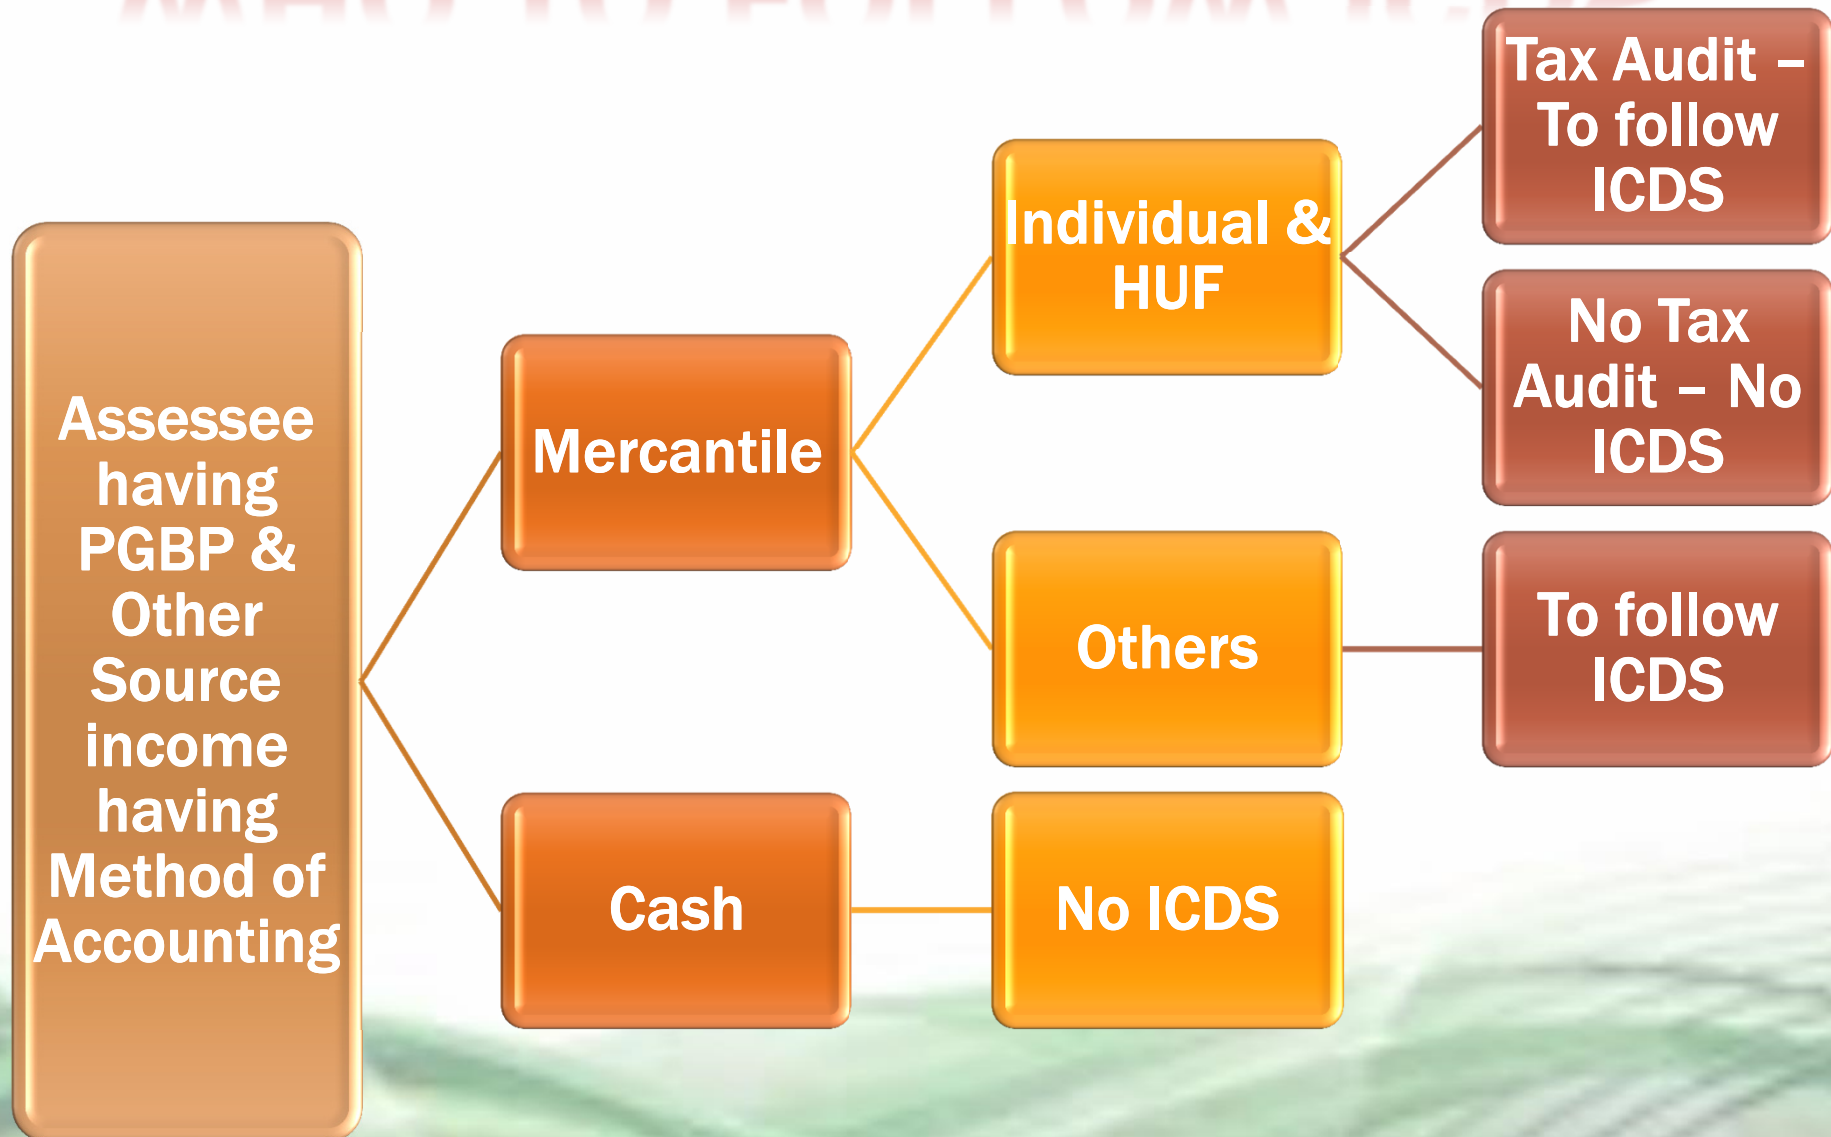 Assessee
having
PGBP &
Other
Source
income
having
Method of
Accounting
Mercantile
Individual &
HUF
Tax Audit –
To follow
ICDS
No Tax
Audit – No
ICDS
Others
To follow
ICDS
Cash
No ICDS